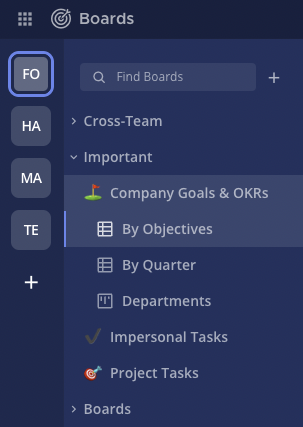 Boards
FO
HA
MA
TE
Find Boards
Cross-Team
Important
Company Goals & OKRs
By Objectives
By Quarter
Departments
Impersonal Tasks
Project Tasks
Boards